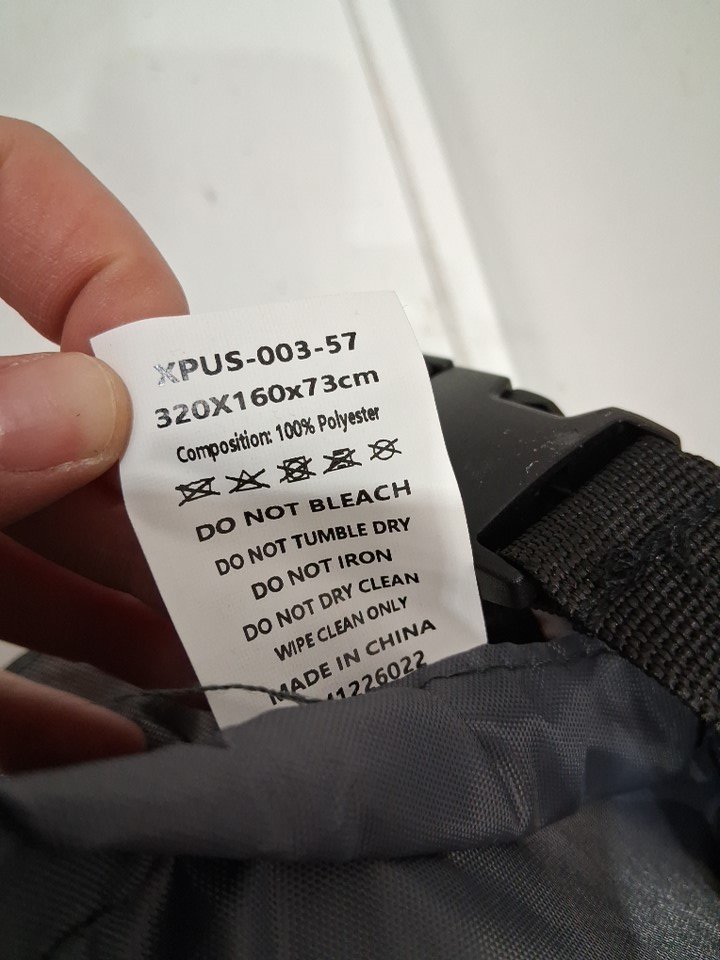 XPUS-003-57
320X160x73cm
Composition: 100% Polyester
DO NOT BLEACH
DO NOT TUMBLE DRY
DO NOT IRON
DO NOT DRY CLEAN
WIPE CLEAN ONLY
MADE IN CHINA